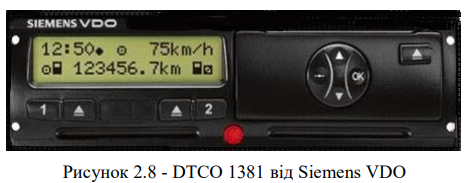 SIEMENS VDO
12:50 75km/h
123456.7km
OK
1 2
Рисунок 2.8 - DTCO 1381 від Siemens VDO